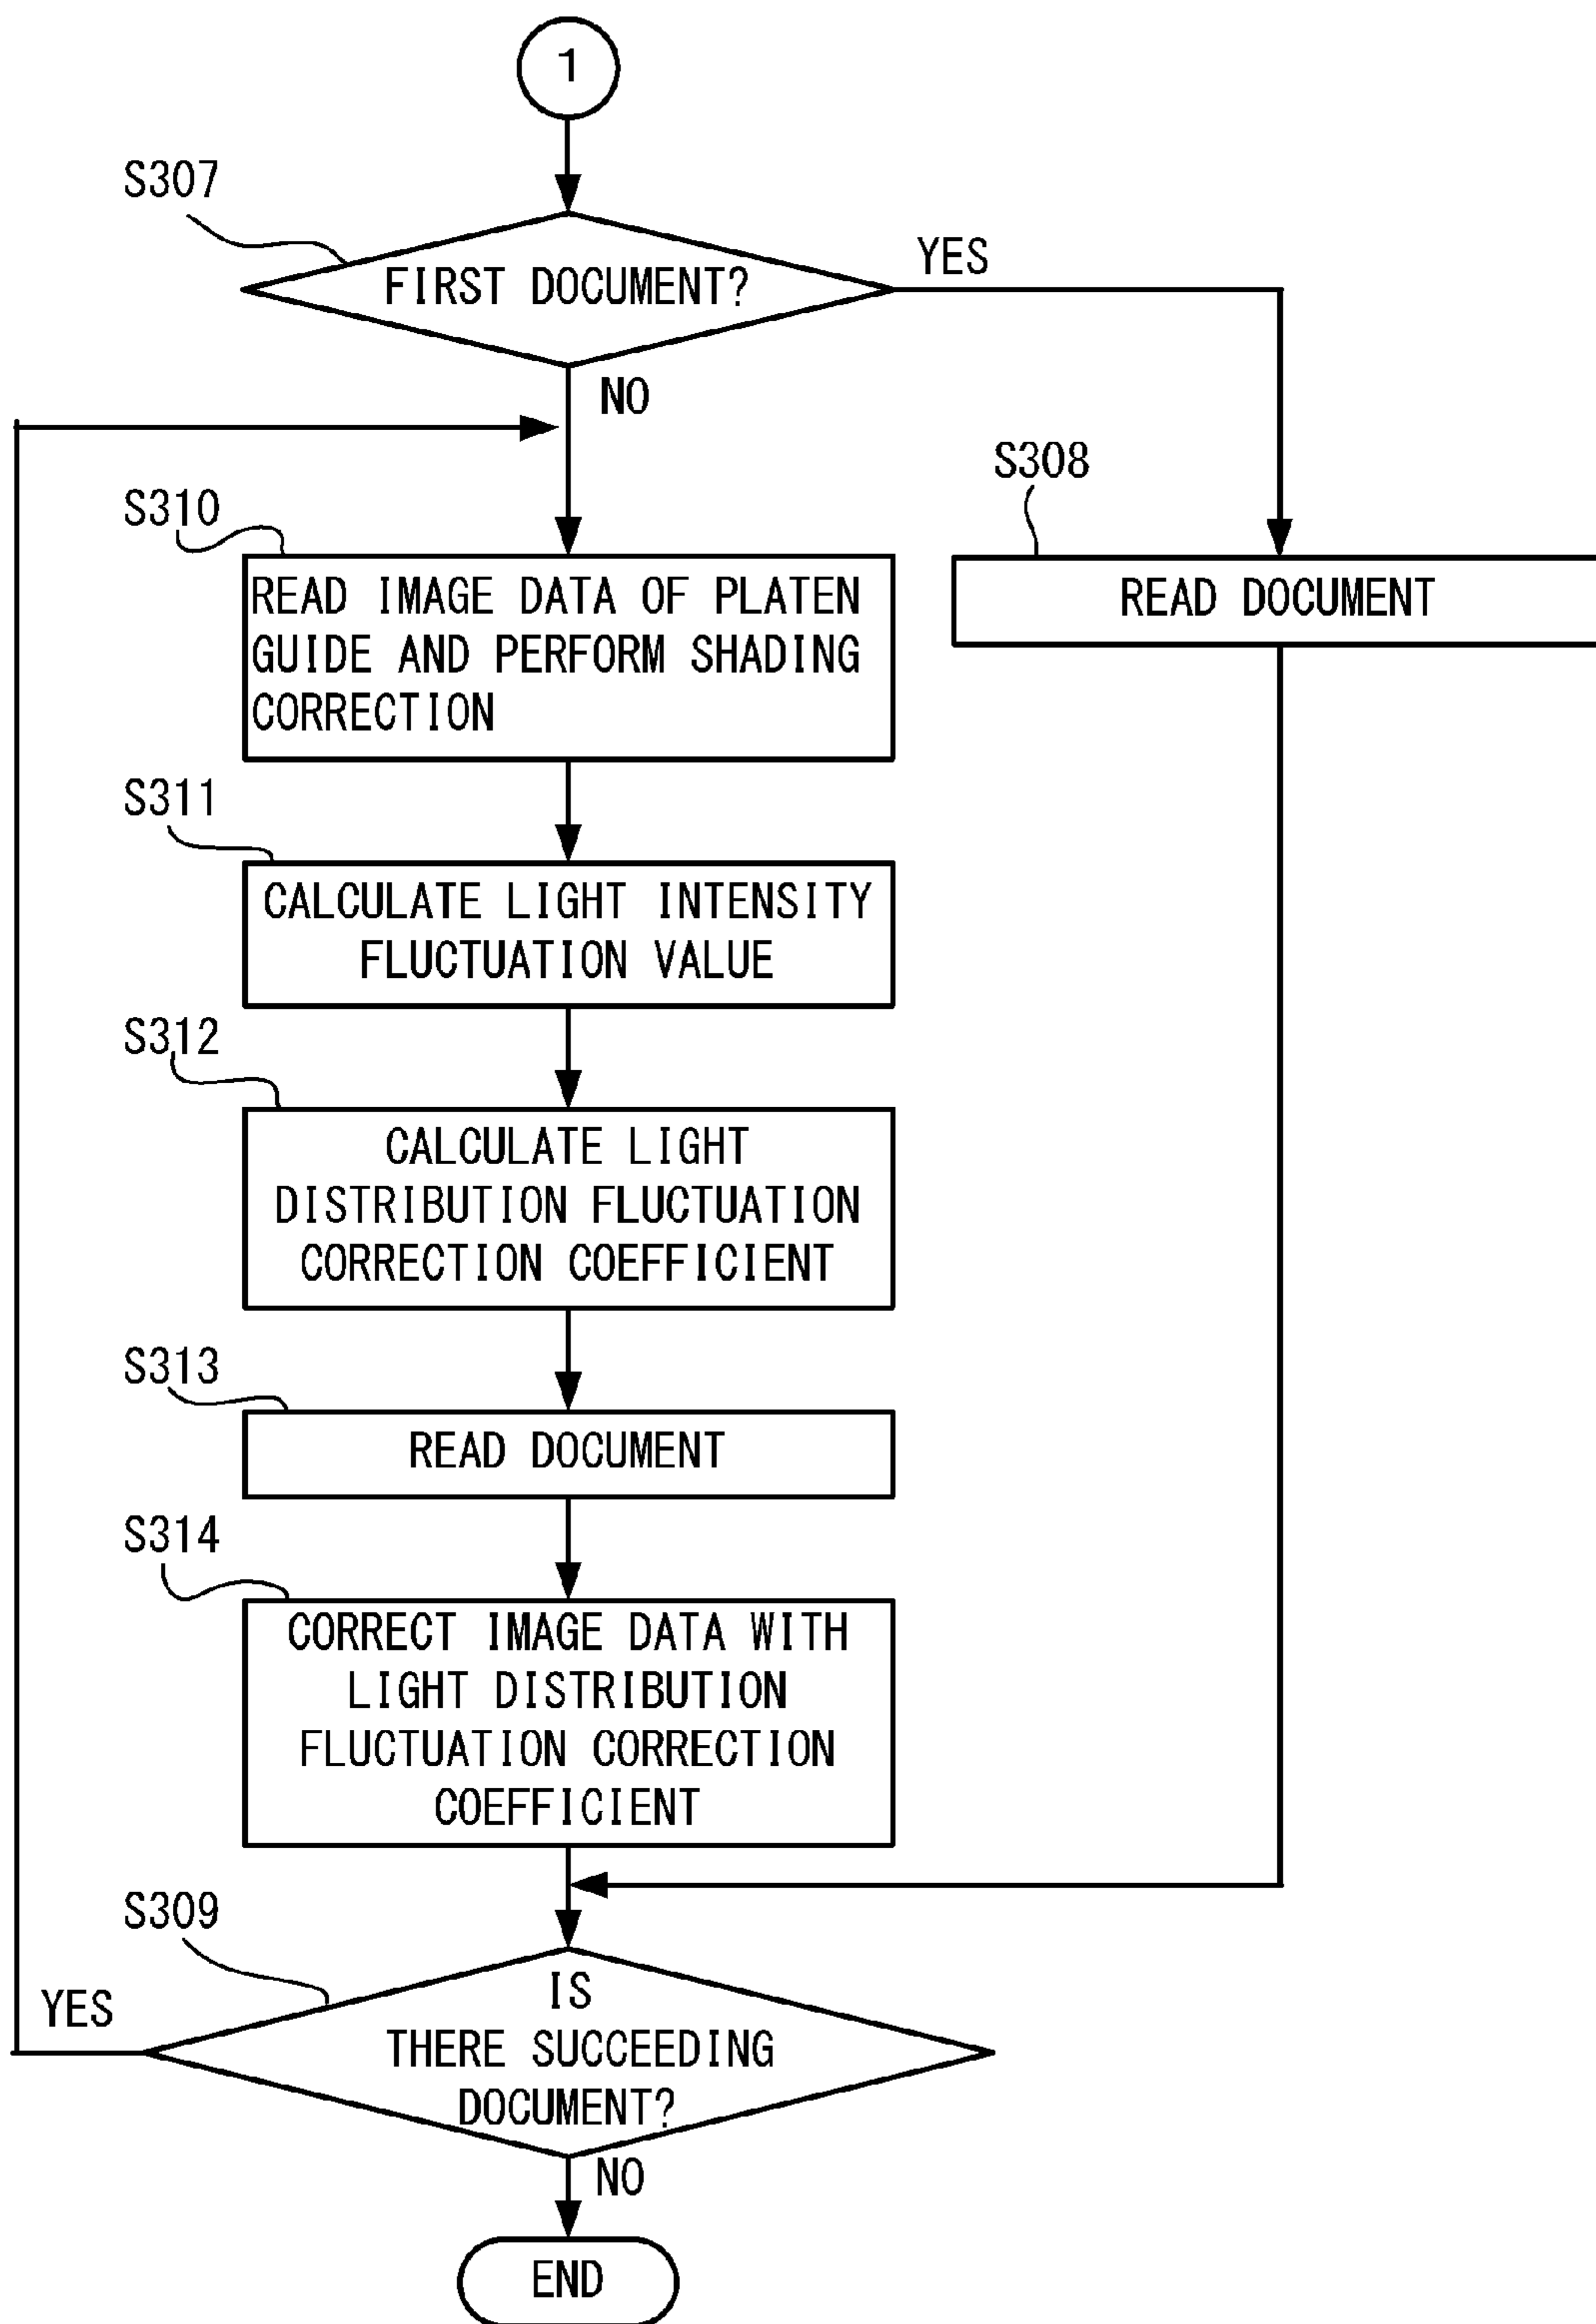 1
S307
FIRST DOCUMENT?
YES
NO
S308
READ DOCUMENT
S310
READ IMAGE DATA OF PLATEN
GUIDE AND PERFORM SHADING
CORRECTION
S311
CALCULATE LIGHT INTENSITY
FLUCTUATION VALUE
S312
CALCULATE LIGHT
DISTRIBUTION FLUCTUATION
CORRECTION COEFFICIENT
S313
READ DOCUMENT
S314
CORRECT IMAGE DATA WITH
LIGHT DISTRIBUTION
FLUCTUATION CORRECTION
COEFFICIENT
S309
YES
IS
THERE SUCCEEDING
DOCUMENT?
NO
END